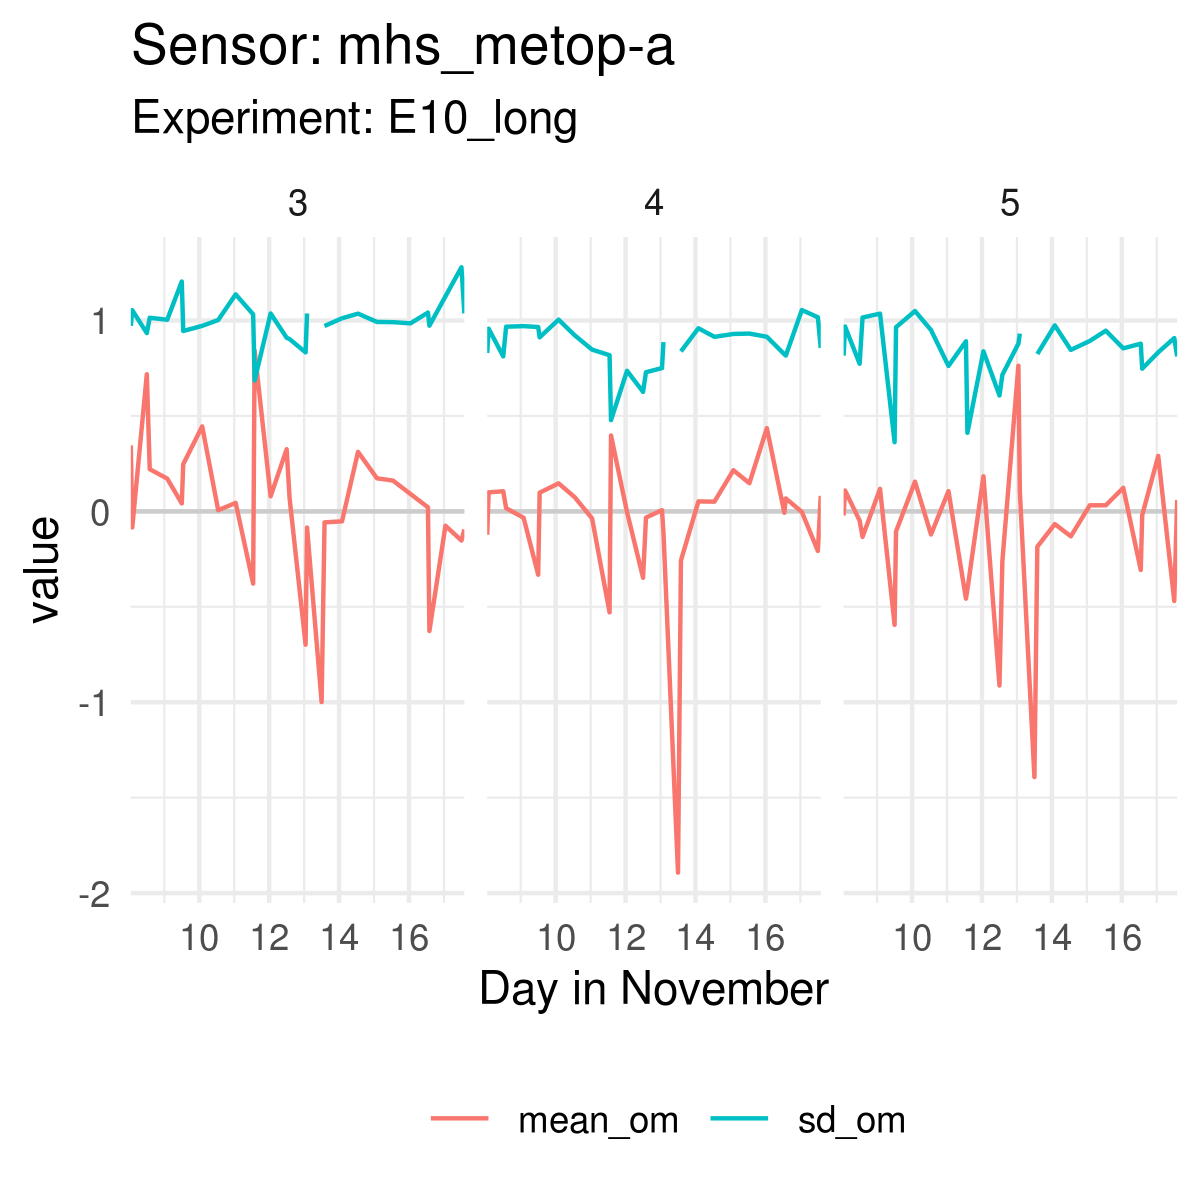 Sensor: mhs_metop-a
Experiment: E10_long
3 4 5
1
0
-1
-2
value
10 12 14 16 10 12 14 16 10 12 14 16
Day in November
mean_om sd_om